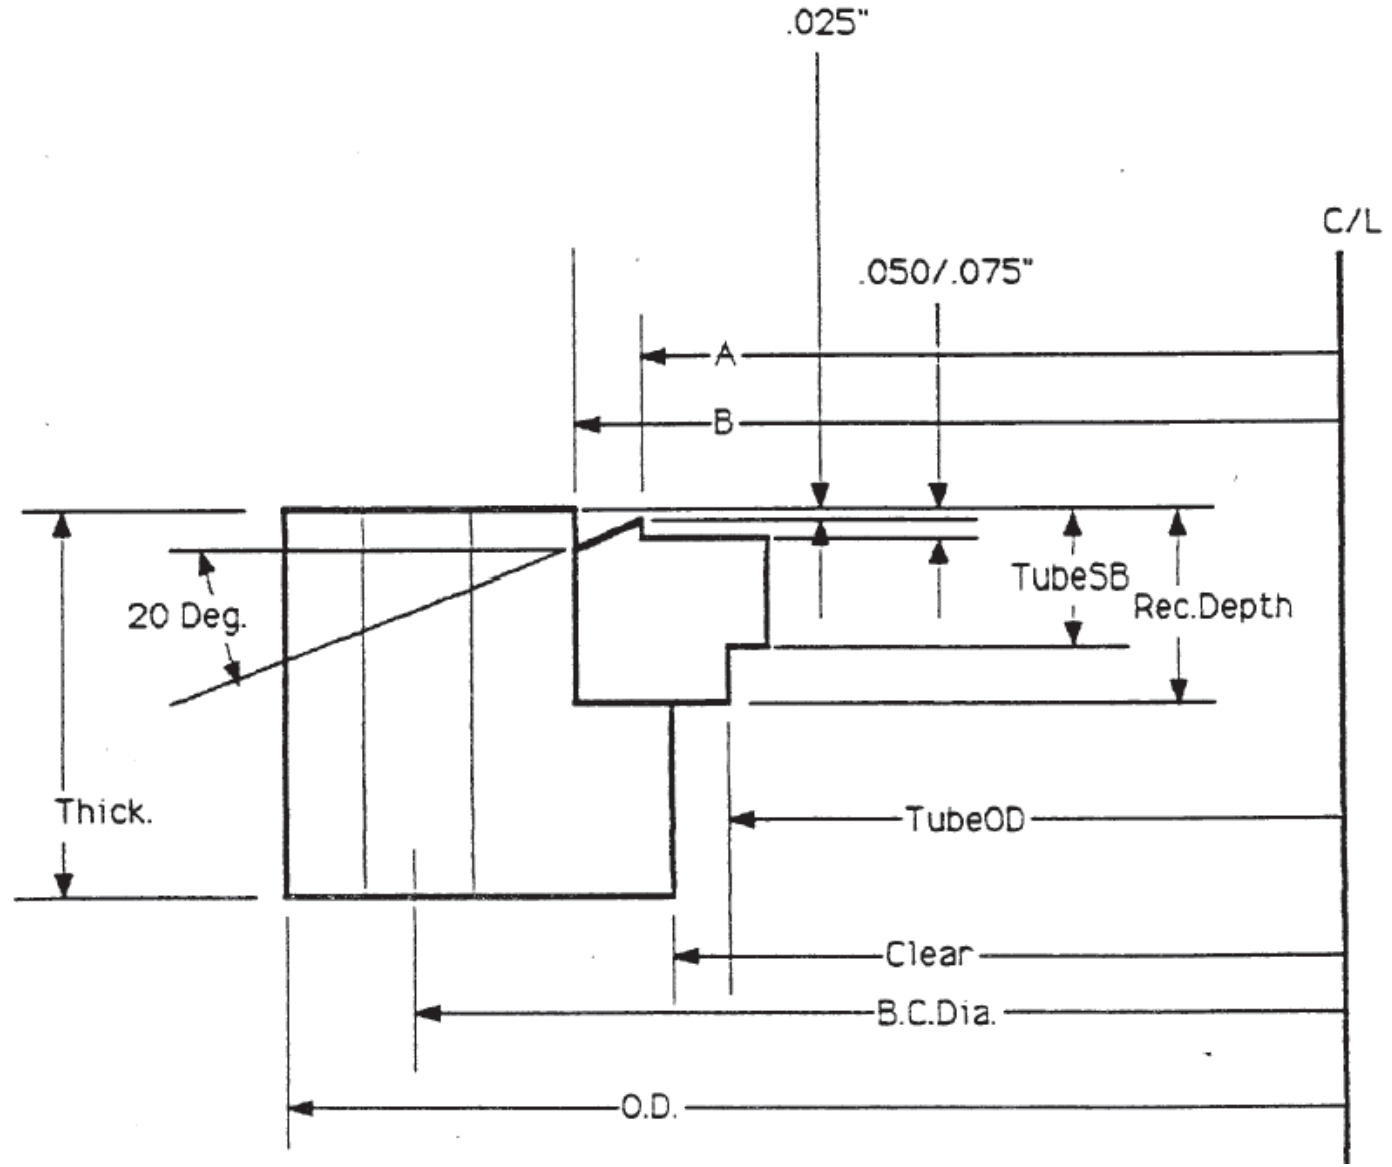 .025"
C/L
.050/.075"
A
B
TubeSB
20 Deg.
Rec.Depth
Thick.
TubeOD
Clear
B.C.Dia.
O.D.